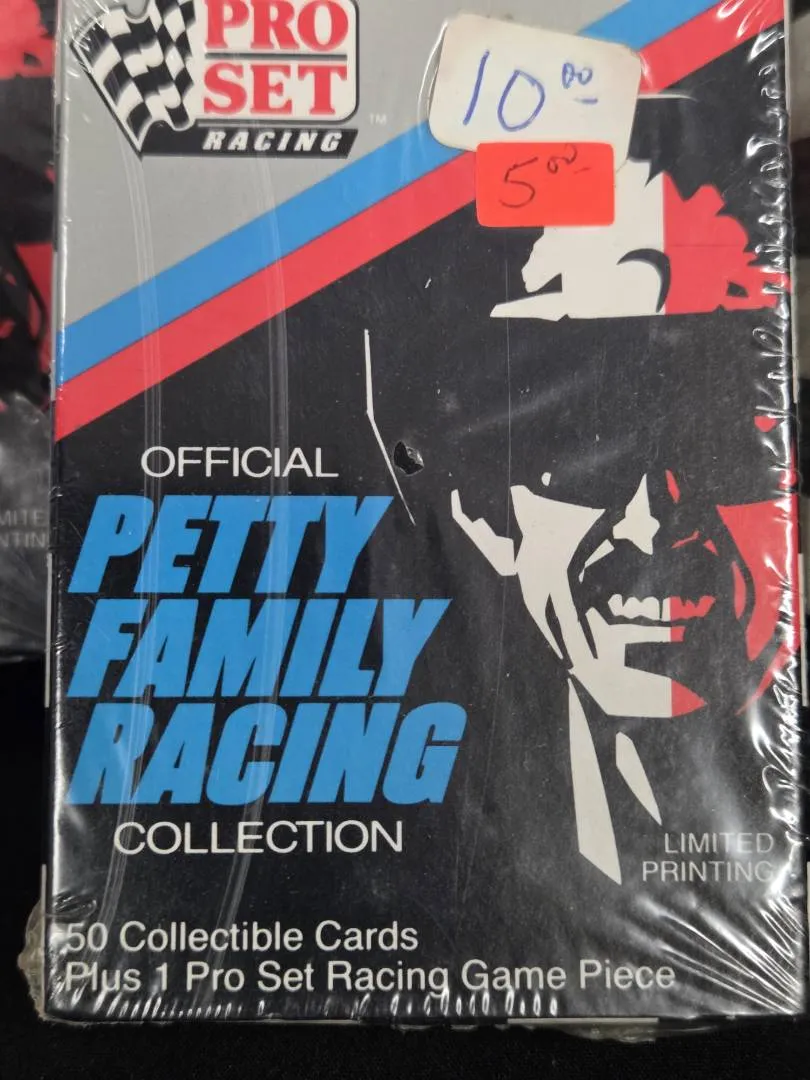 PRO
SET
RACING
TM
10.00
5.00
OFFICIAL
PETTY
FAMILY
RACING
COLLECTION
LIMITED
PRINTING
50 Collectible Cards
Plus 1 Pro Set Racing Game Piece